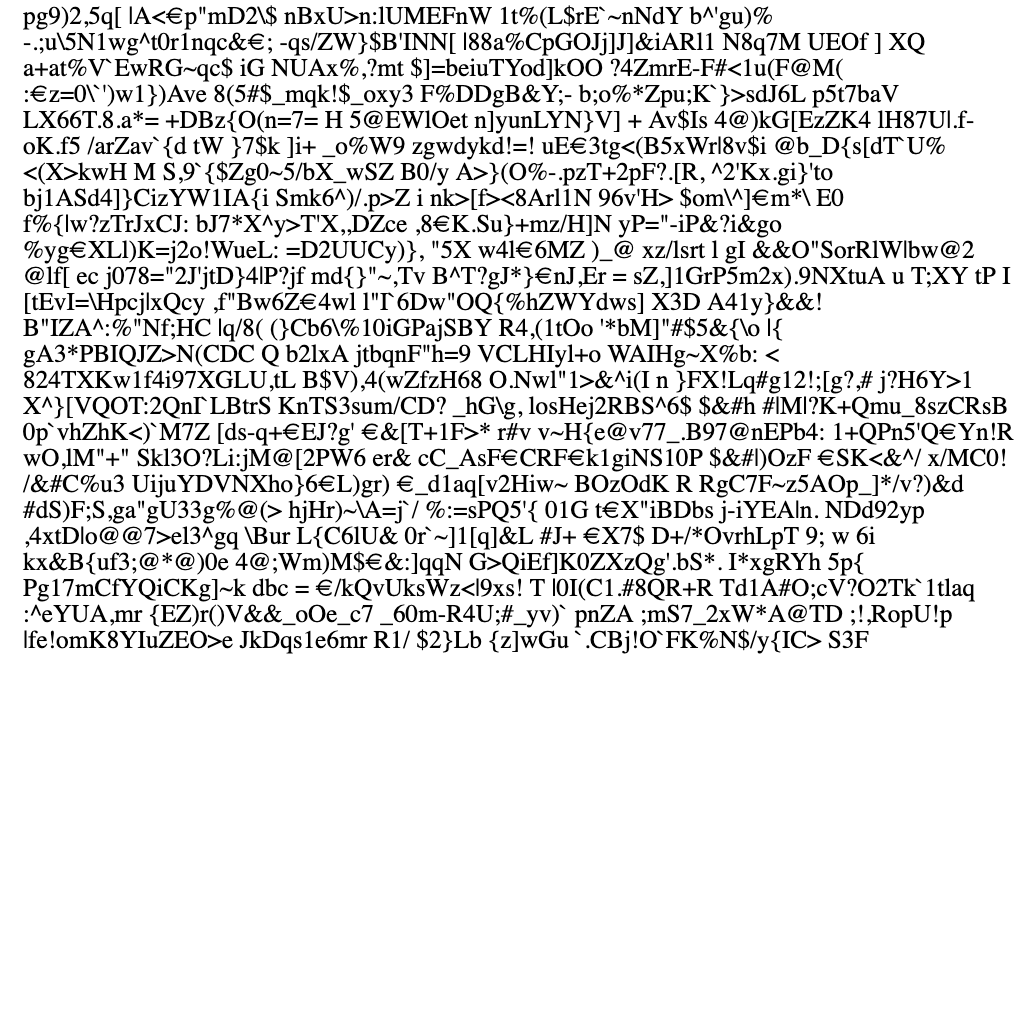 pg9)2,5q[ |A<€p"mD2\$ nBxU>n:lUMEFnW 1t%(L$rE`~nNdY b^'gu)%
-.;u\5N1wg^t0r1nqc&€; -qs/ZW}$B'INN[ |88a%CpGOJj]J]&iARl1 N8q7M UEOf ] XQ
a+at%V`EwRG~qc$ iG NUAx%,?mt $]=beiuTYod]kOO ?4ZmrE-F#<1u(F@M(
:€z=0\`')w1})Ave 8(5#$_mqk!$_oxy3 F%DDgB&Y;- b;o%*Zpu;K`}>sdJ6L p5t7baV
LX66T.8.a*= +DBz{O(n=7= H 5@EWlOet n]yunLYN}V] + Av$Is 4@)kG[EzZK4 lH87U|.f-
oK.f5 /arZav`{d tW }7$k ]i+ _o%W9 zgwdykd!=! uE€3tg<(B5xWr|8v$i @b_D{s[dT`U%
<(X>kwH M S,9`{$Zg0~5/bX_wSZ B0/y A>}(O%-.pzT+2pF?.[R, ^2'Kx.gi}'to
bj1ASd4]}CizYW1IA{i Smk6^)/.p>Z i nk>[f><8Arl1N 96v'H> $om\^]€m*\ E0
f%{|w?zTrJxCJ: bJ7*X^y>T'X,,DZce ,8€K.Su}+mz/H]N yP="-iP&?i&go
%yg€XLl)K=j2o!WueL: =D2UUCy)}, "5X w4l€6MZ )_@ xz/lsrt l gI &&O"SorRlW|bw@2
@lf[ ec j078="2J'jtD}4|P?jf md{}"~,Tv B^T?gJ*}€nJ,Er = sZ,]1GrP5m2x).9NXtuA u T;XY tP I
[tEvI=\Hpcj|xQcy ,f"Bw6Z€4wl l"I`6Dw"OQ{%hZWYdws] X3D A41y}&&!
B"IZA^:%"Nf;HC |q/8( (}Cb6\%10iGPajSBY R4,(1tOo '*bM]"#$5&{\o |{
gA3*PBIQJZ>N(CDC Q b2lxA jtbqnF"h=9 VCLHIyl+o WAIHg~X%b: <
824TXKw1f4i97XGLU,tL B$V),4(wZfzH68 O.Nwl"1>&^i(I n }FX!Lq#g12!;[g?,# j?H6Y>1
X^}[VQOT:2QnI`LBtrS KnTS3sum/CD? _hG\g, losHej2RBS^6$ $&#h #|M|?K+Qmu_8szCRsB
0p`vhZhK<)`M7Z [ds-q+€EJ?g' €&[T+1F>* r#v v~H{e@v77_.B97@nEPb4: 1+QPn5'Q€Yn!R
wO,lM"+" Skl3O?Li:jM@[2PW6 er& cC_AsF€CRF€k1giNS10P $&#|)OzF €SK<&^/ x/MC0!
/&#C%u3 UijuYDVNXho}6€L)gr) €_d1aq[v2Hiw~ BOzOdK R RgC7F~z5AOp_]*/v?)&d
#dS)F;S,ga"gU33g%@(> hjHr)~\A=j`/ %:=sPQ5'{ 01G t€X"iBDbs j-iYEA|n. NDd92yp
,4xtD|o@@7>el3^gq \Bur L{C6lU& 0r`~]1[q]&L #J+ €X7$ D+/*OvrhLpT 9; w 6i
kx&B{uf3;@*@)0e 4@;Wm)M$€&:]qqN G>QiEf]K0ZXzQg'.bS*. I*xgRYh 5p{
Pg17mCfYQiCKg]~k dbc = €/kQvUksWz<|9xs! T |0I(C1.#8QR+R Td1A#O;cV?O2Tk`1tlaq
:^eYUA,mr {EZ)r()V&&_oOe_c7 _60m-R4U;#_yv)` pnZA ;mS7_2xW*A@TD ;!,RopU!p
|fe!omK8YIuZEO>e JkDqs1e6mr R1/ $2}Lb {z]wGu `.CBj!O`FK%N$/y{IC> S3F